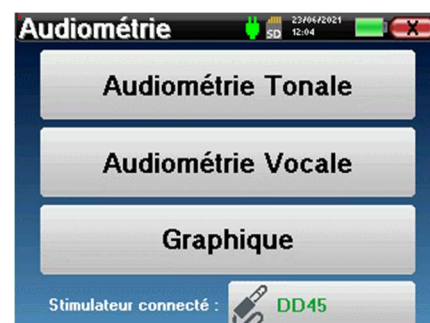 Audiométrie
SD
23/06/2021
12:04
X
Audiométrie Tonale
Audiométrie Vocale
Graphique
Stimulateur connecté : DD45